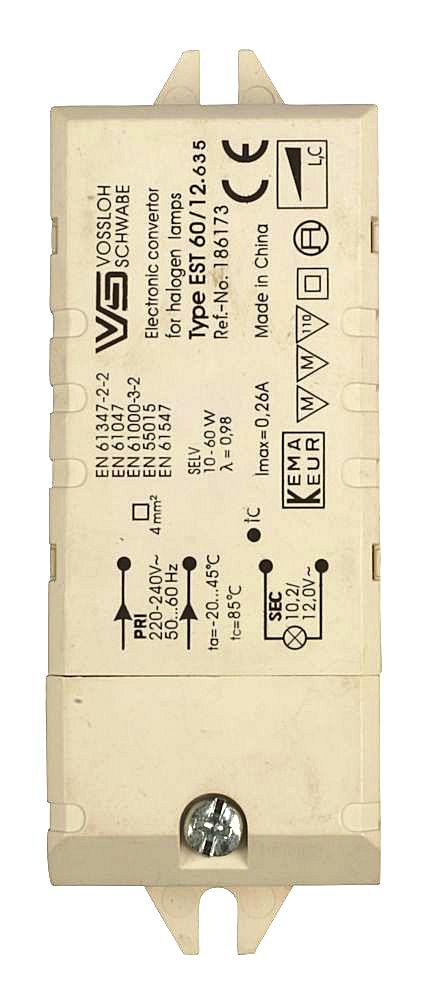 VS VOSSLOH
SCHWABE
Electronic convertor
for halogen lamps
Type EST 60/12.635
Ref.-No. 186173
CE
L,C
Made in China
110
M
M
EN 61347-2-2
EN 61047
EN 61000-3-2
EN 55015
EN 61547
SELV
10-60 W
λ = 0,98
Imax=0,26A
KEMA
KEUR
4 mm²
tc
PRI
220-240V~
50...60 Hz
ta=-20...45°C
tc=85°C
SEC
10,2/
12,0V~